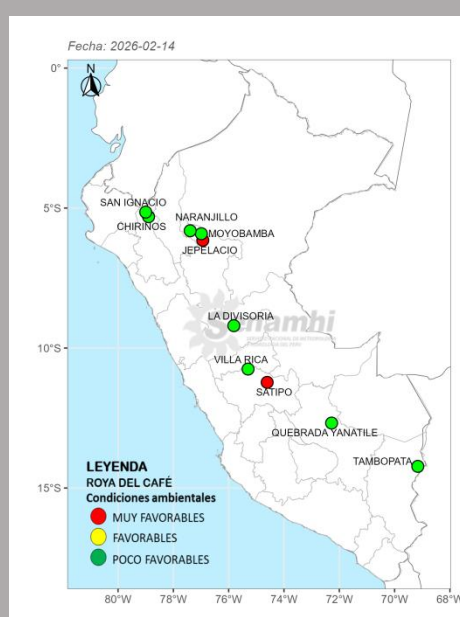 Fecha: 2026-02-14
N
0°
5°S
10°S
15°S
SAN IGNACIO
CHIRINOS
NARANJILLO
MOYOBAMBA
JEPELACIO
LA DIVISORIA
Senamhi
VILLA RICA
SATIPO
QUEBRADA YANATILE
TAMBOPATA
LEYENDA
ROYA DEL CAFÉ
Condiciones ambientales
MUY FAVORABLES
FAVORABLES
POCO FAVORABLES
80°W 78°W 76°W 74°W 72°W 70°W 68°W